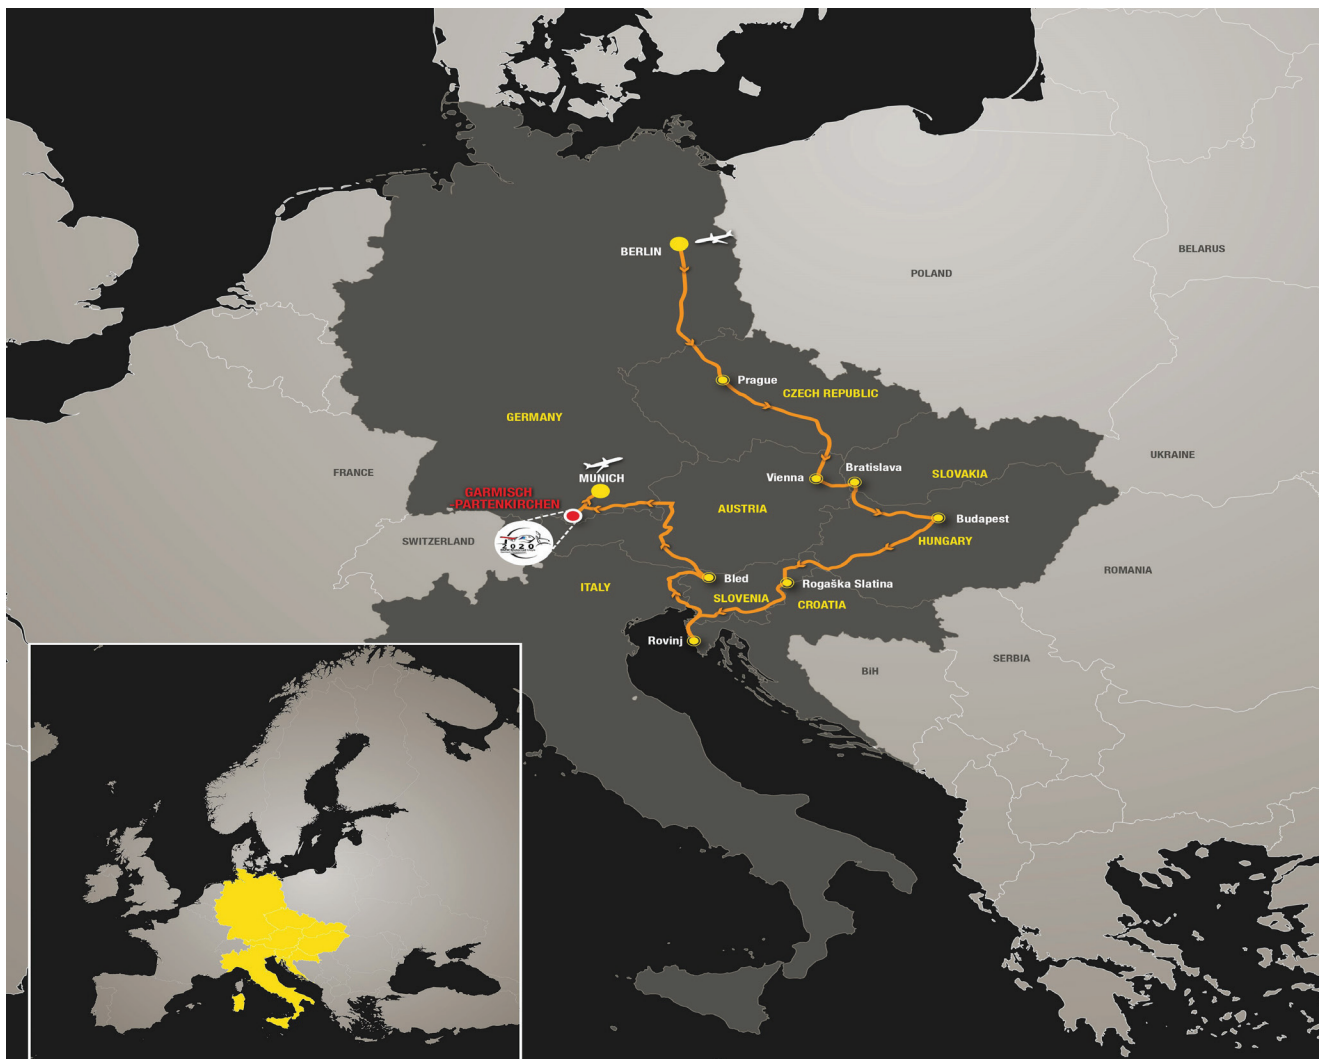 BERLIN
POLAND
BELARUS
Prague
CZECH REPUBLIC
GERMANY
FRANCE
MUNICH
GARMISCH
PARTENKIRCHEN
Vienna
Bratislava
SLOVAKIA
UKRAINE
AUSTRIA
Budapest
SWITZERLAND
2020
HUNGARY
ROMANIA
ITALY
Bled
Rogaška Slatina
SLOVENIA
CROATIA
Rovinj
SERBIA
BiH